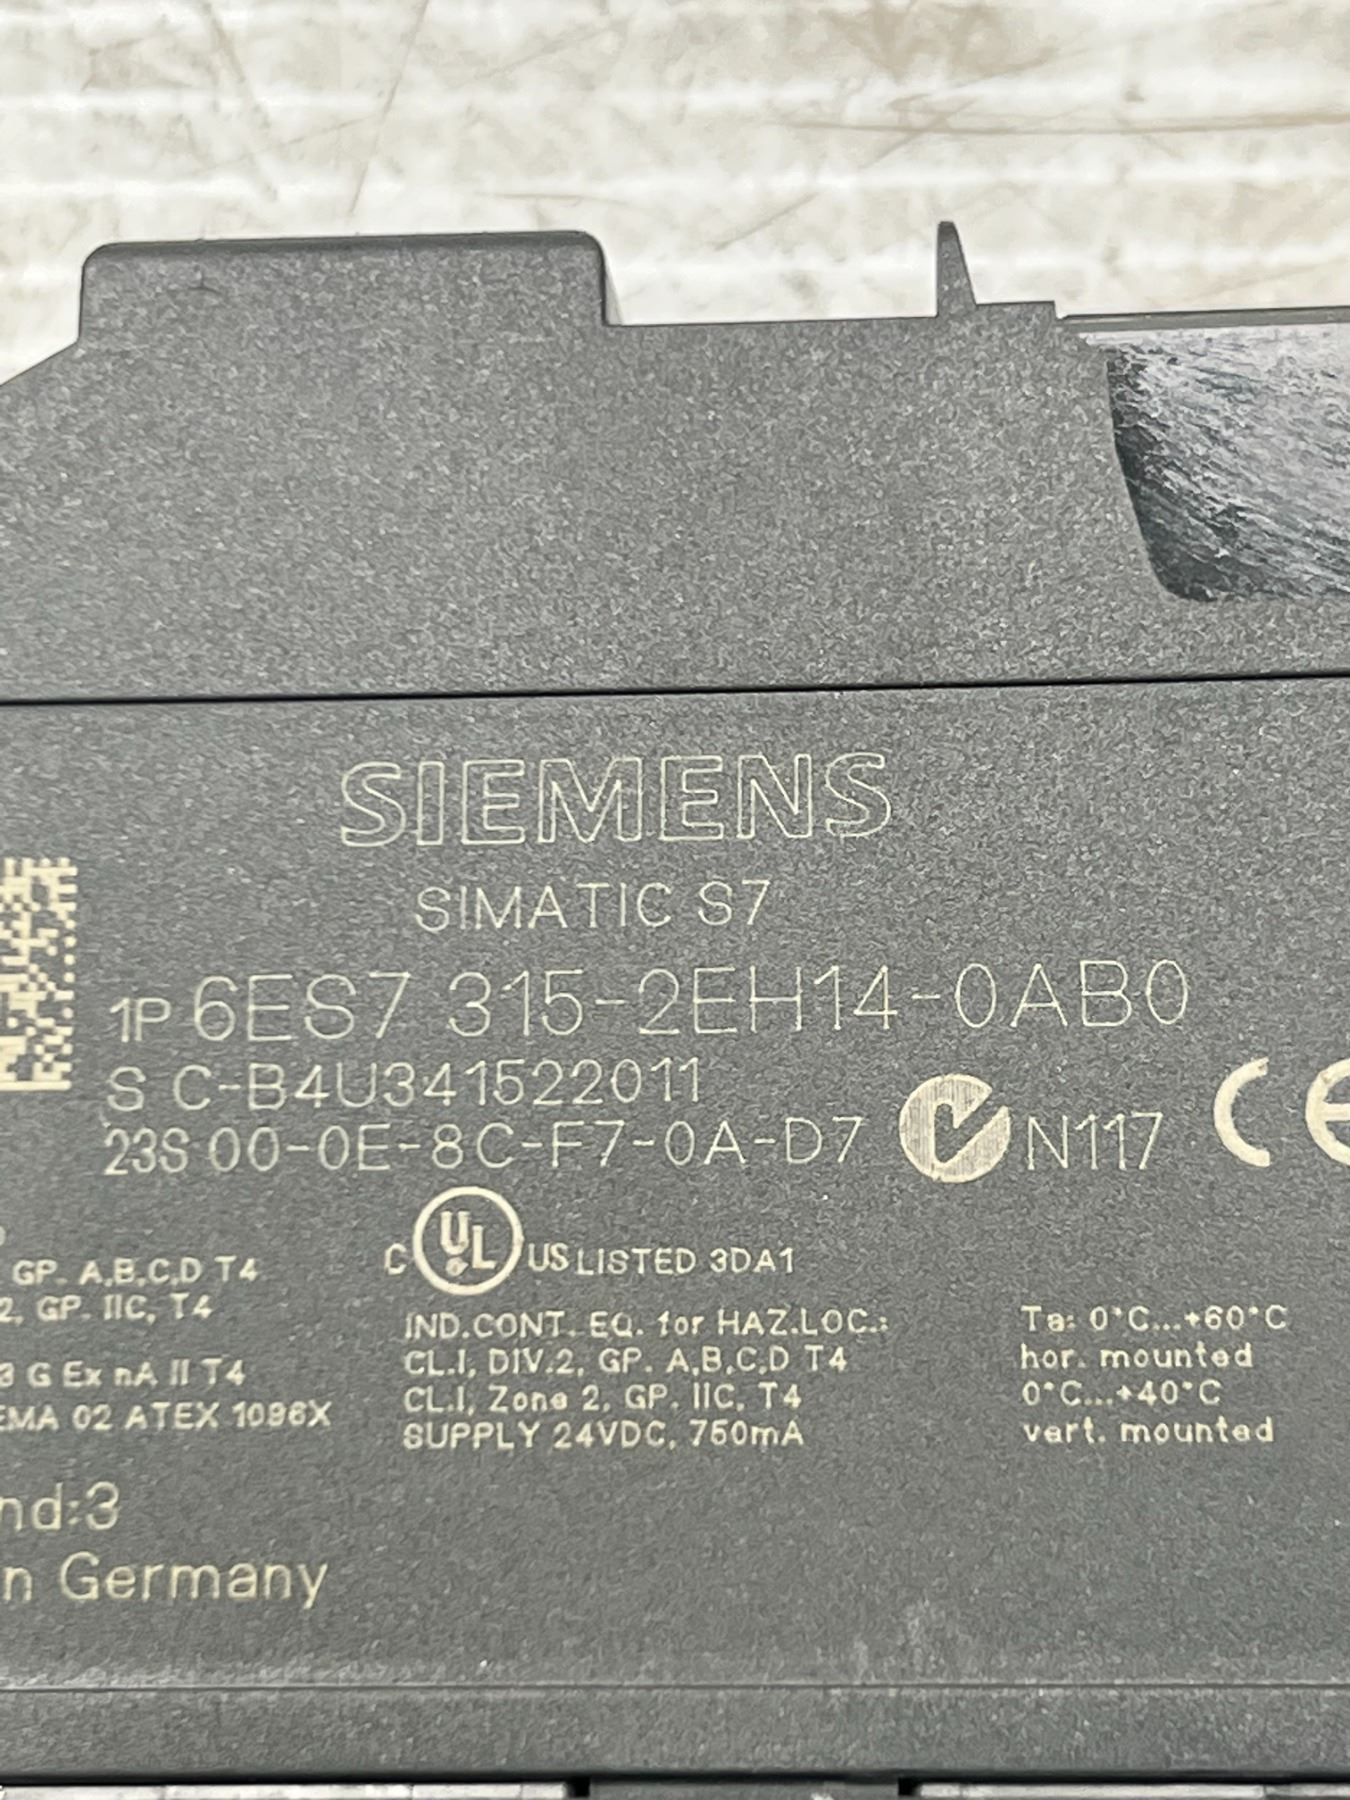 SIEMENS
SIMATIC S7
1P 6ES7 315-2EH14-0AB0
S C-B4U341522011
23S 00-0E-8C-F7-0A-D7
N117
CE
C UL US LISTED 3DA1
GP. A,B,C,D T4
2, GP. IIC, T4
3 G Ex nA II T4
EMA 02 ATEX 1096X
IND.CONT. EQ. for HAZ.LOC.:
CL.I, DIV.2, GP. A,B,C,D T4
CL.I, Zone 2, GP. IIC, T4
SUPPLY 24VDC, 750mA
Ta: 0°C...+60°C
hor. mounted
0°C...+40°C
vert. mounted
nd:3
n Germany